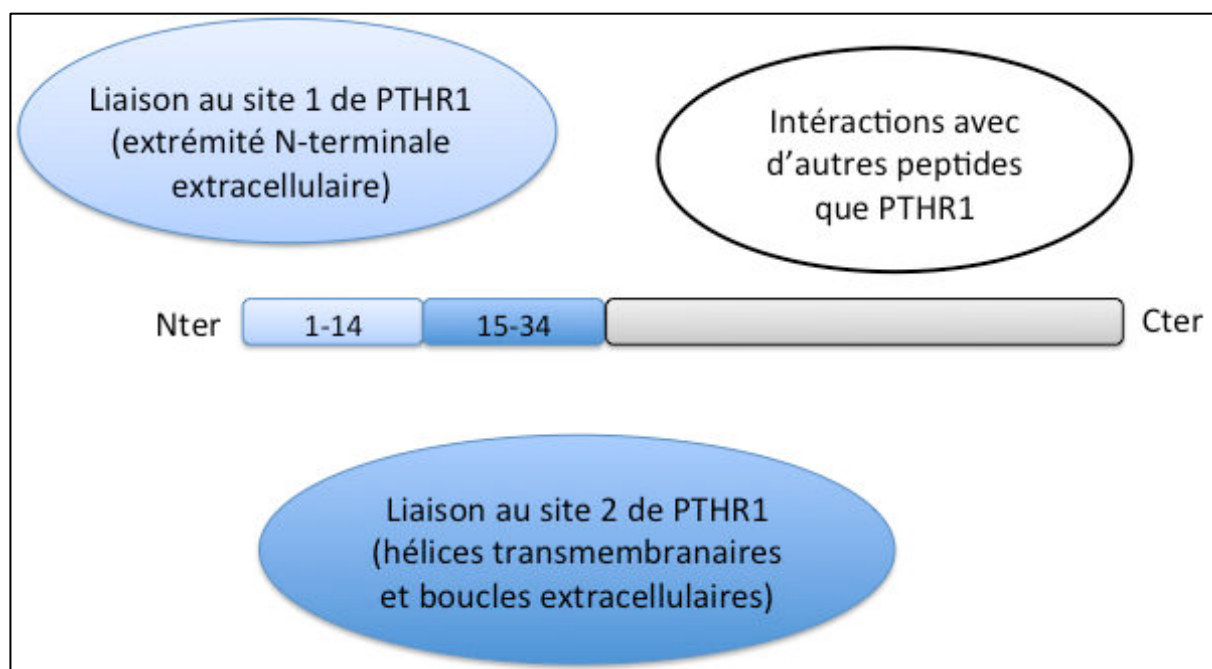 Liaison au site 1 de PTHR1
(extrémité N-terminale
extracellulaire)
Intéractions avec
d'autres peptides
que PTHR1
Nter 1-14 15-34 Cter
Liaison au site 2 de PTHR1
(hélices transmembranaires
et boucles extracellulaires)